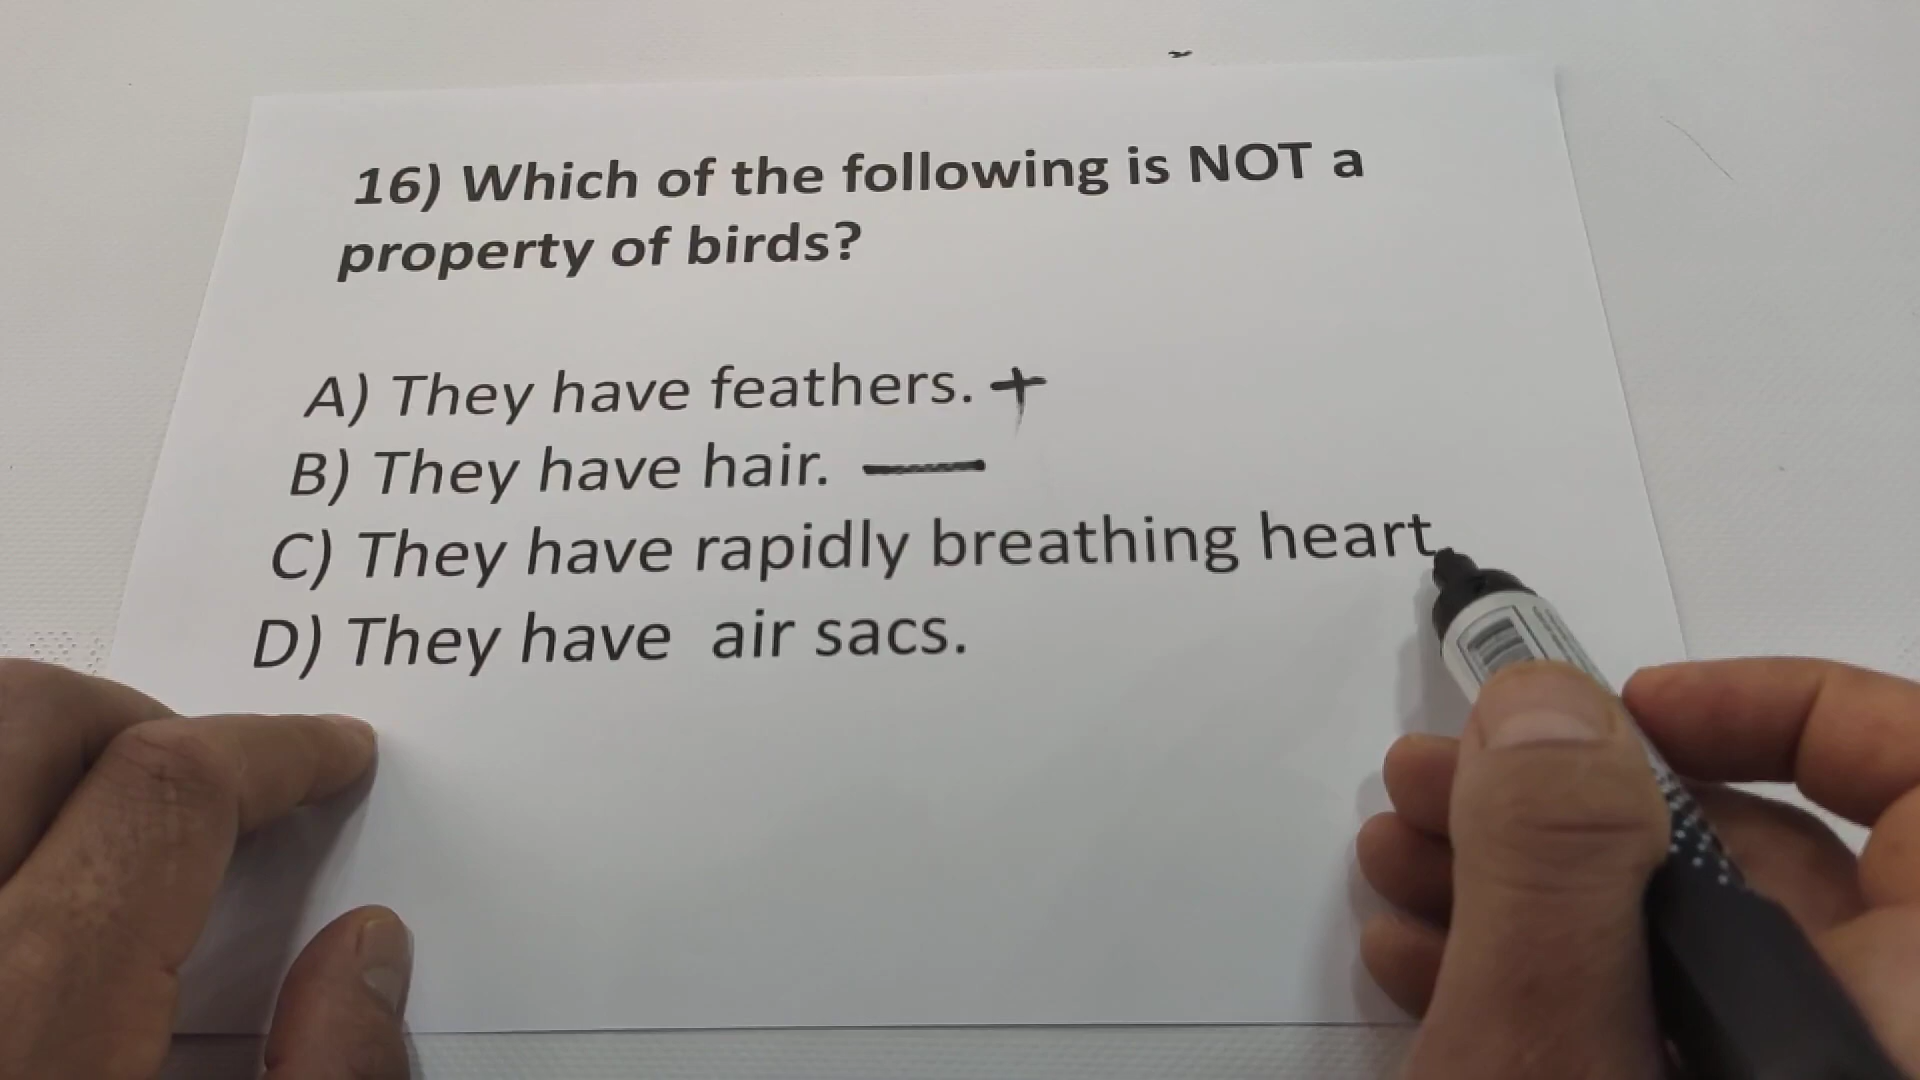 16) Which of the following is NOT a
property of birds?
A) They have feathers. +
B) They have hair. —
C) They have rapidly breathing heart.
D) They have air sacs.